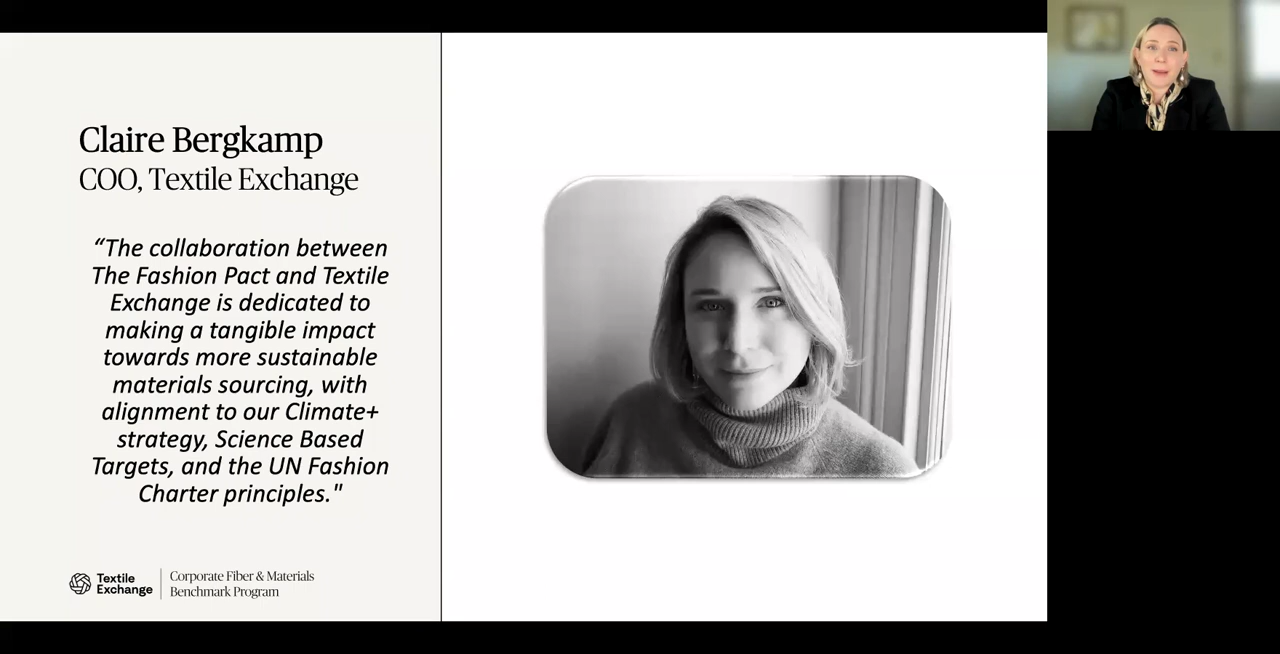 Claire Bergkamp
COO, Textile Exchange
“The collaboration between
The Fashion Pact and Textile
Exchange is dedicated to
making a tangible impact
towards more sustainable
materials sourcing, with
alignment to our Climate+
strategy, Science Based
Targets, and the UN Fashion
Charter principles."
Textile
Exchange
Corporate Fiber & Materials
Benchmark Program